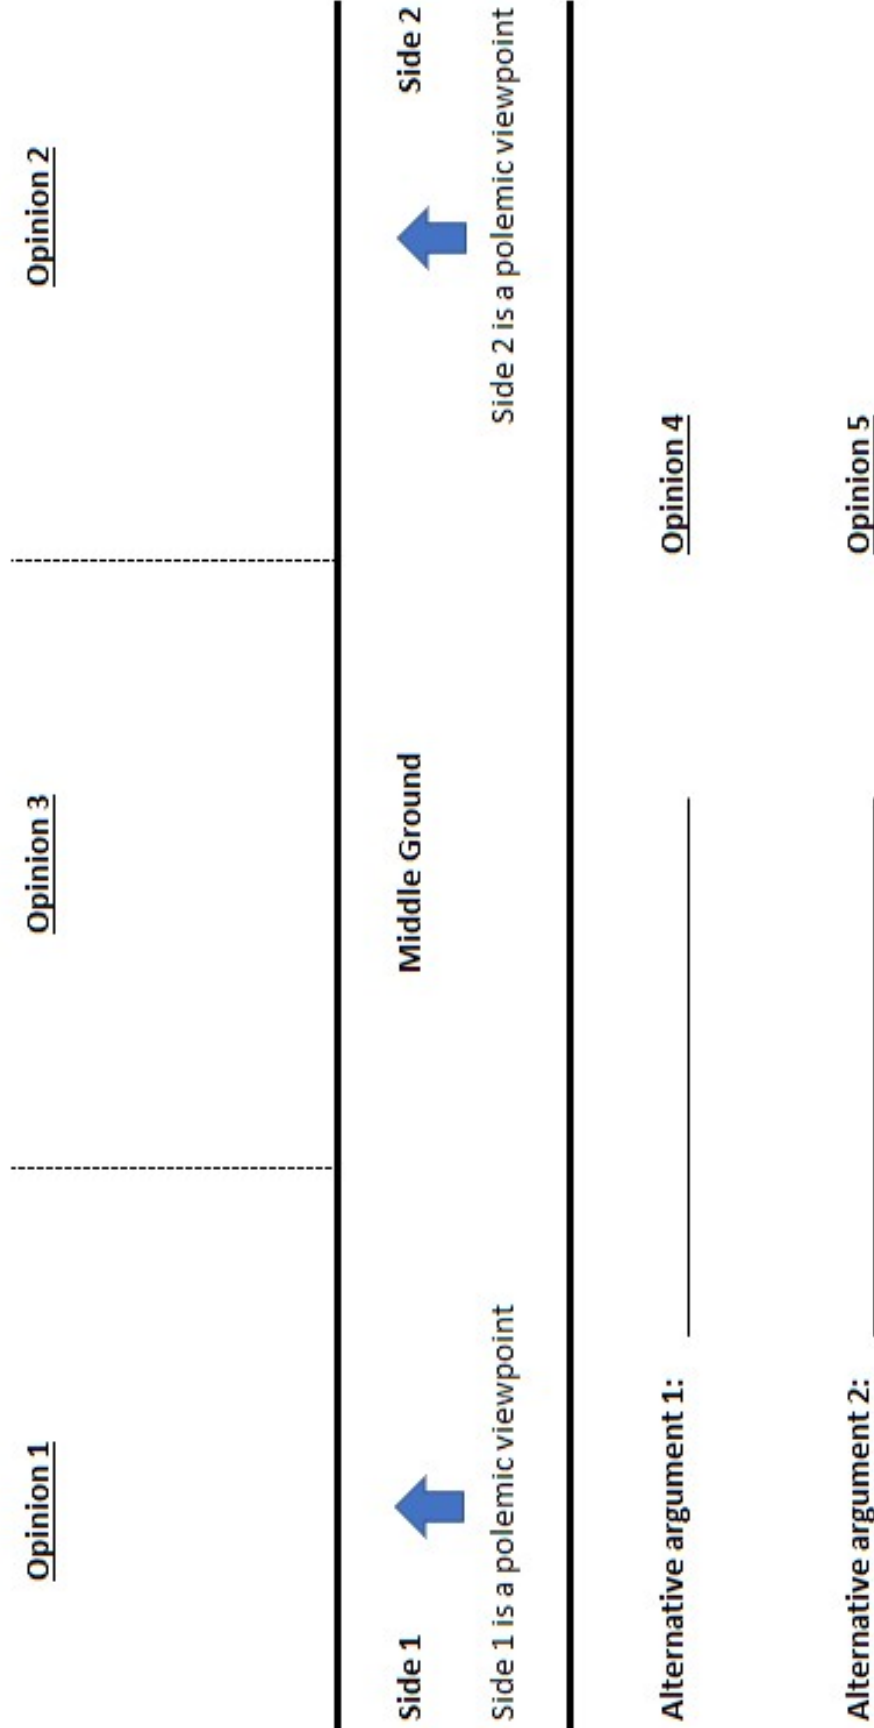 Opinion 1
Opinion 3
Opinion 2
Side 1
Middle Ground
Side 2
Side 1 is a polemic viewpoint
Side 2 is a polemic viewpoint
Alternative argument 1:
Opinion 4
Alternative argument 2:
Opinion 5